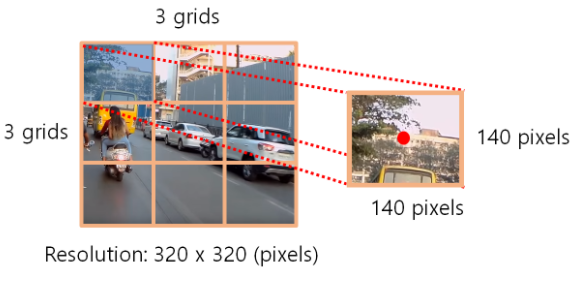 3 grids
3 grids
140 pixels
140 pixels
Resolution: 320 x 320 (pixels)